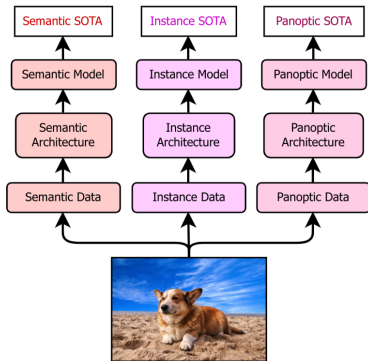 Semantic SOTA
Instance SOTA
Panoptic SOTA
Semantic Model
Instance Model
Panoptic Model
Semantic
Architecture
Instance
Architecture
Panoptic
Architecture
Semantic Data
Instance Data
Panoptic Data